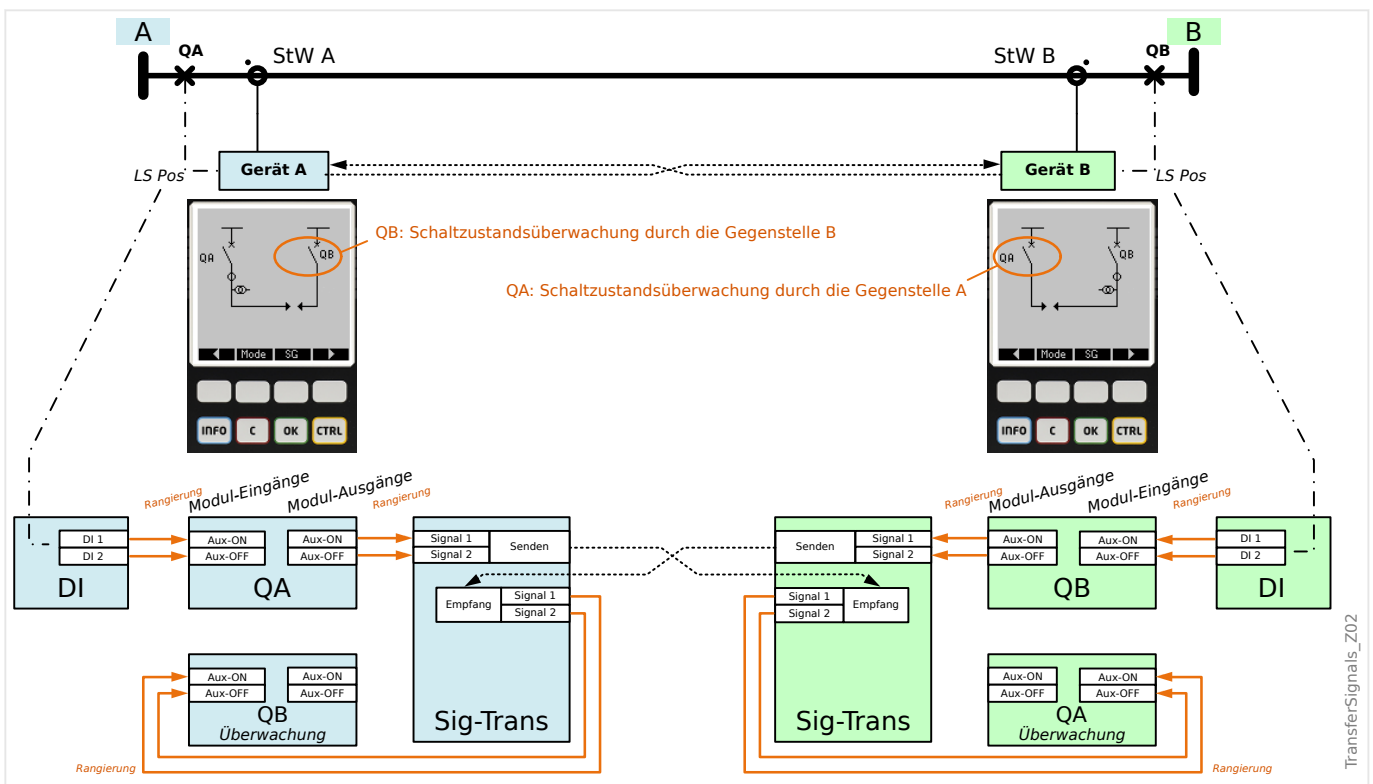 A
B
QA
StW A
StW B
QB
LS Pos
Gerät A
Gerät B
LS Pos
QA
QB
Mode
SG
INFO
C
OK
CTRL
QB: Schaltzustandsüberwachung durch die Gegenstelle B
QA: Schaltzustandsüberwachung durch die Gegenstelle A
QA
QB
Mode
SG
INFO
C
OK
CTRL
Rangierung
Modul-Eingänge
Modul-Ausgänge
Rangierung
Rangierung
Modul-Ausgänge
Modul-Eingänge
Rangierung
DI 1
DI 2
DI
Aux-ON
Aux-OFF
Aux-ON
Aux-OFF
QA
Signal 1
Signal 2
Senden
Empfang
Signal 1
Signal 2
Sig-Trans
Senden
Signal 1
Signal 2
Signal 1
Signal 2
Empfang
Sig-Trans
Aux-ON
Aux-OFF
Aux-ON
Aux-OFF
QB
DI 1
DI 2
DI
Aux-ON
Aux-OFF
Aux-ON
Aux-OFF
QB
Überwachung
Rangierung
Aux-ON
Aux-OFF
Aux-ON
Aux-OFF
QA
Überwachung
Rangierung
TransferSignals_Z02